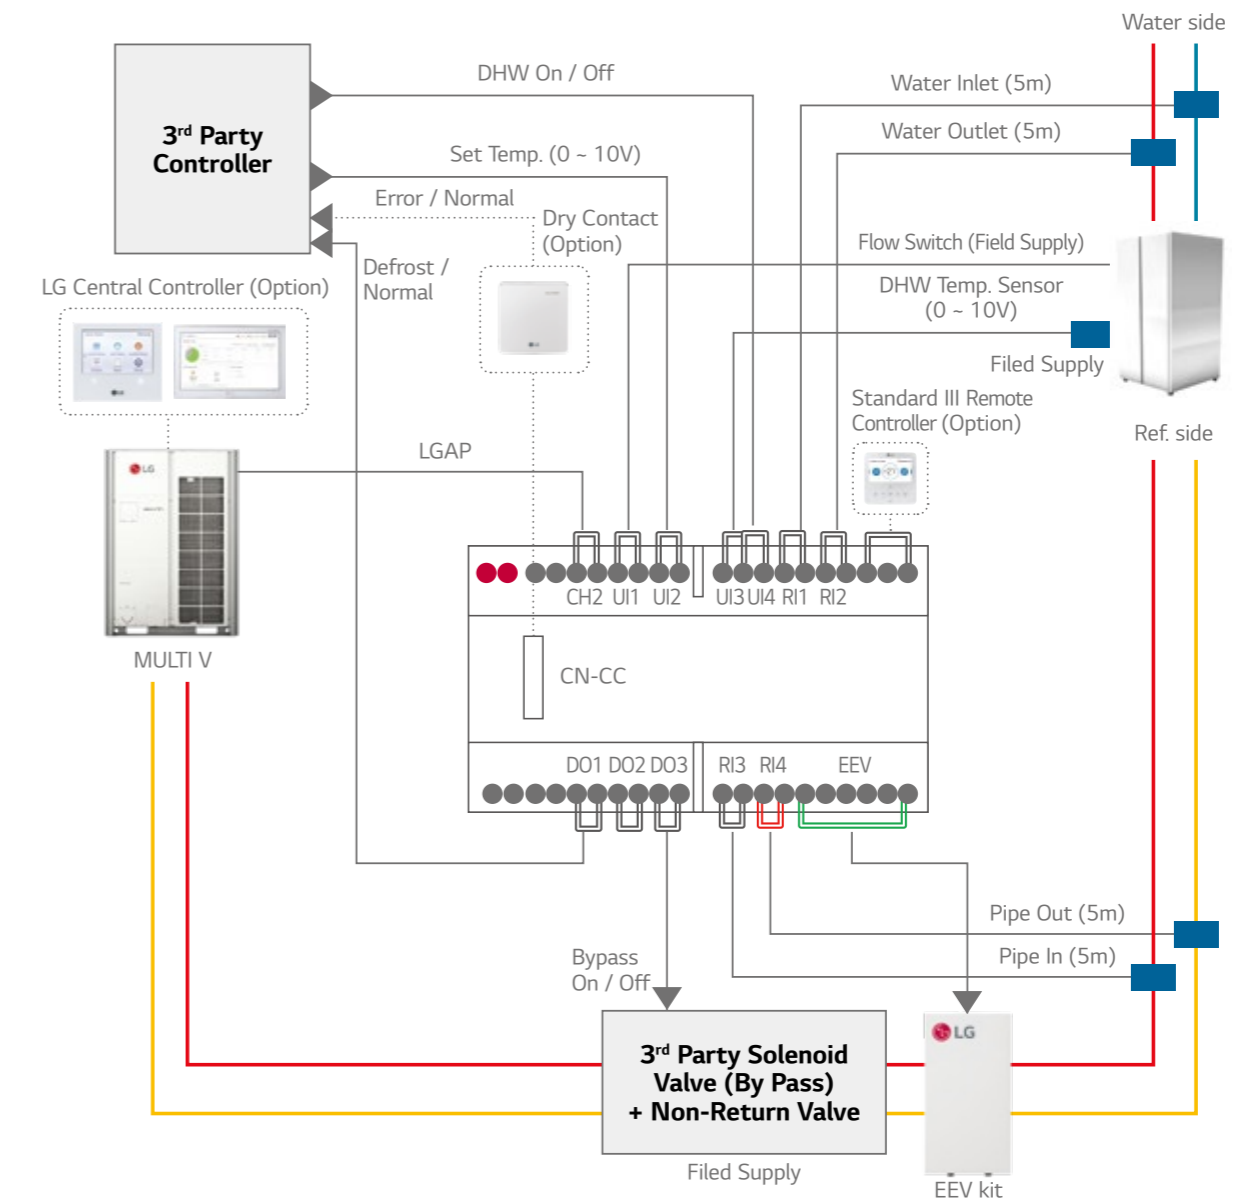 Water side
DHW On / Off
Water Inlet (5m)
3rd Party
Controller
Water Outlet (5m)
Set Temp. (0 ~ 10V)
Error / Normal
Dry Contact
(Option)
Flow Switch (Field Supply)
Defrost /
Normal
LG Central Controller (Option)
DHW Temp. Sensor
(0 ~ 10V)
Filed Supply
Standard III Remote
Controller (Option)
Ref. side
LGAP
LG
MULTI V
CH2 UI1 UI2 UI3 UI4 RI1 RI2
CN-CC
DO1 DO2 DO3 RI3 RI4 EEV
Pipe Out (5m)
Pipe In (5m)
Bypass
On / Off
3rd Party Solenoid
Valve (By Pass)
+ Non-Return Valve
LG
Filed Supply
EEV kit